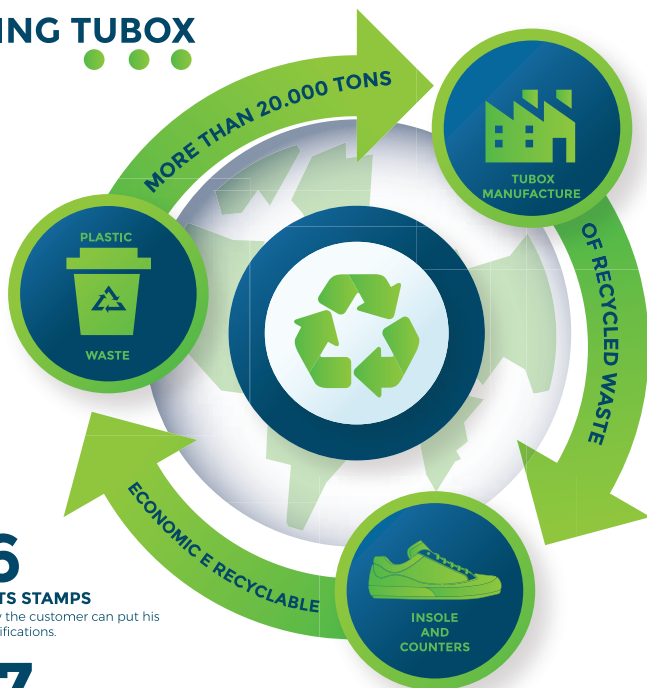 ING TUBOX
MORE THAN 20.000 TONS
TUBOX
MANUFACTURE
OF RECYCLED WASTE
PLASTIC
WASTE
ECONOMIC E RECYCLABLE
INSOLE
AND
COUNTERS
6
TS STAMPS
the customer can put his
ifications.
7